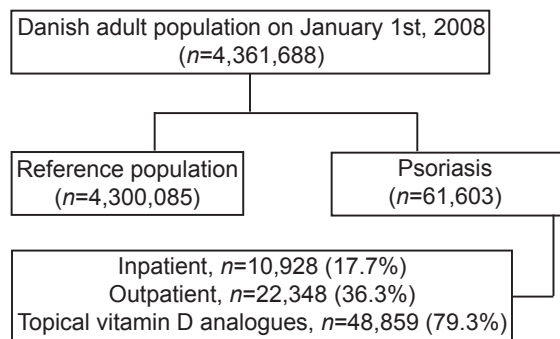 Danish adult population on January 1st, 2008
(n=4,361,688)
Reference population
(n=4,300,085)
Psoriasis
(n=61,603)
Inpatient, n=10,928 (17.7%)
Outpatient, n=22,348 (36.3%)
Topical vitamin D analogues, n=48,859 (79.3%)